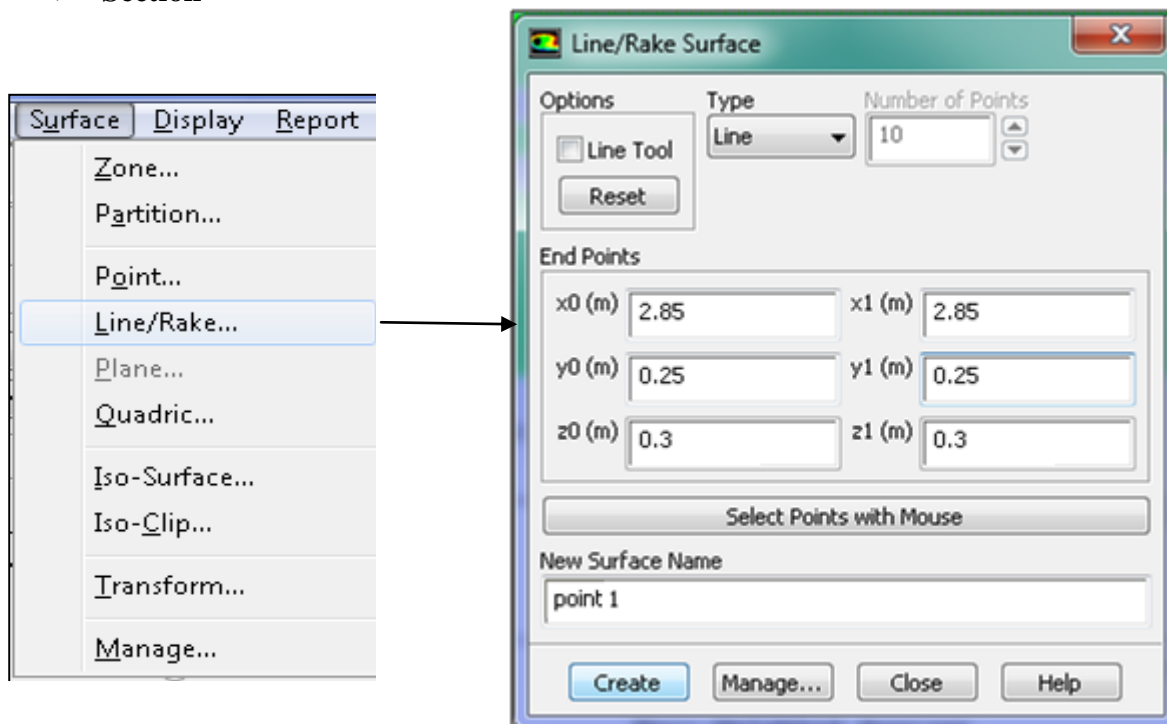 Section
Surface Display Report
Zone...
Partition...
Point...
Line/Rake...
Plane...
Quadric...
Iso-Surface...
Iso-Clip...
Transform...
Manage...
Line/Rake Surface
Options Type Number of Points
Line Tool Line 10
Reset
End Points
x0 (m) 2.85 x1 (m) 2.85
y0 (m) 0.25 y1 (m) 0.25
z0 (m) 0.3 z1 (m) 0.3
Select Points with Mouse
New Surface Name
point 1
Create Manage... Close Help